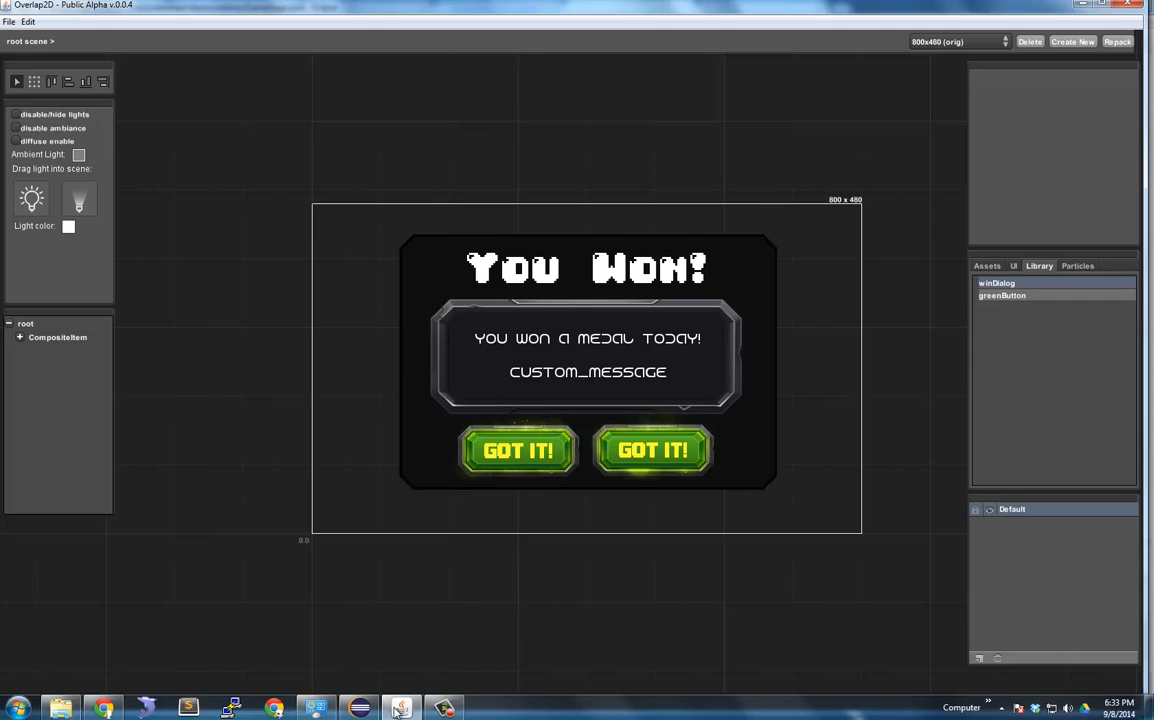 Overlap2D - Public Alpha v.0.0.4
File Edit
root scene > 800x480 (orig) Delete Create New Repack
disable/hide lights
disable ambiance
diffuse enable
Ambient Light:
Drag light into scene:
Light color:
root
CompositeItem
800 x 480
You Won!
YOU WON A MEDAL TODAY!
CUSTOM_MESSAGE
GOT IT! GOT IT!
0.0
Assets UI Library Particles
winDialog
greenButton
Default
Computer
6:33 PM
9/8/2014